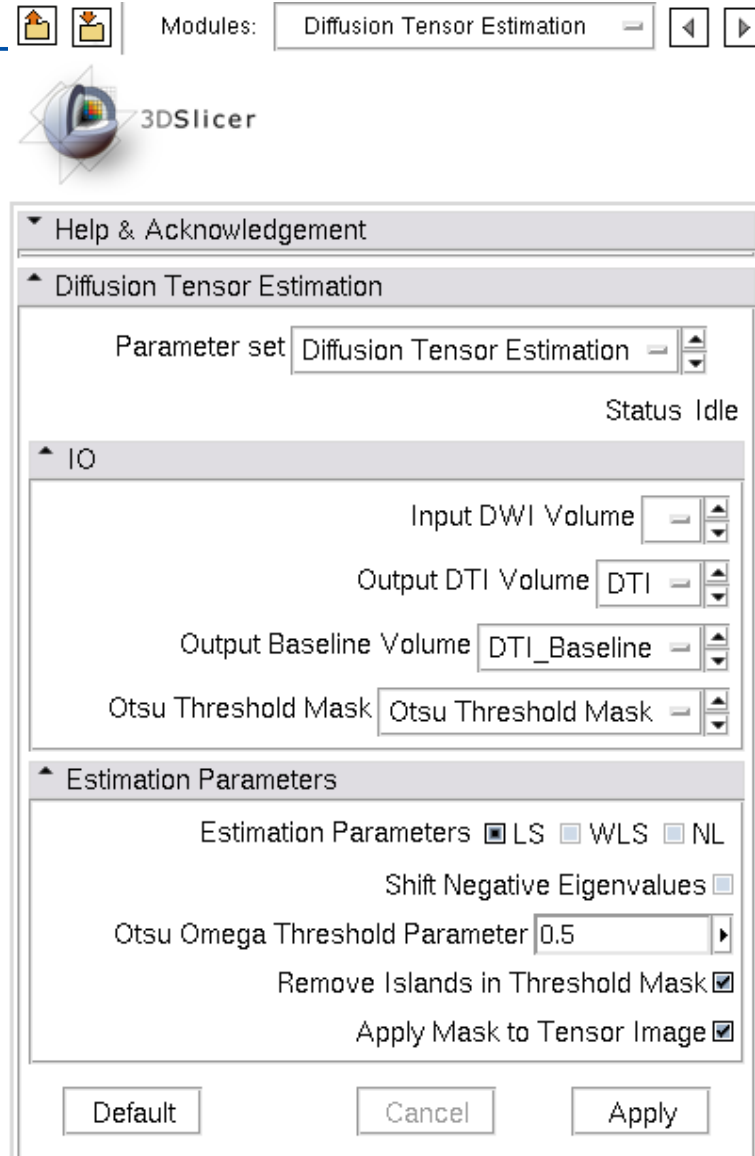 Modules: Diffusion Tensor Estimation
3DSlicer
Help & Acknowledgement
Diffusion Tensor Estimation
Parameter set Diffusion Tensor Estimation
Status Idle
IO
Input DWI Volume
Output DTI Volume DTI
Output Baseline Volume DTI_Baseline
Otsu Threshold Mask Otsu Threshold Mask
Estimation Parameters
Estimation Parameters LS WLS NL
Shift Negative Eigenvalues
Otsu Omega Threshold Parameter 0.5
Remove Islands in Threshold Mask
Apply Mask to Tensor Image
Default Cancel Apply